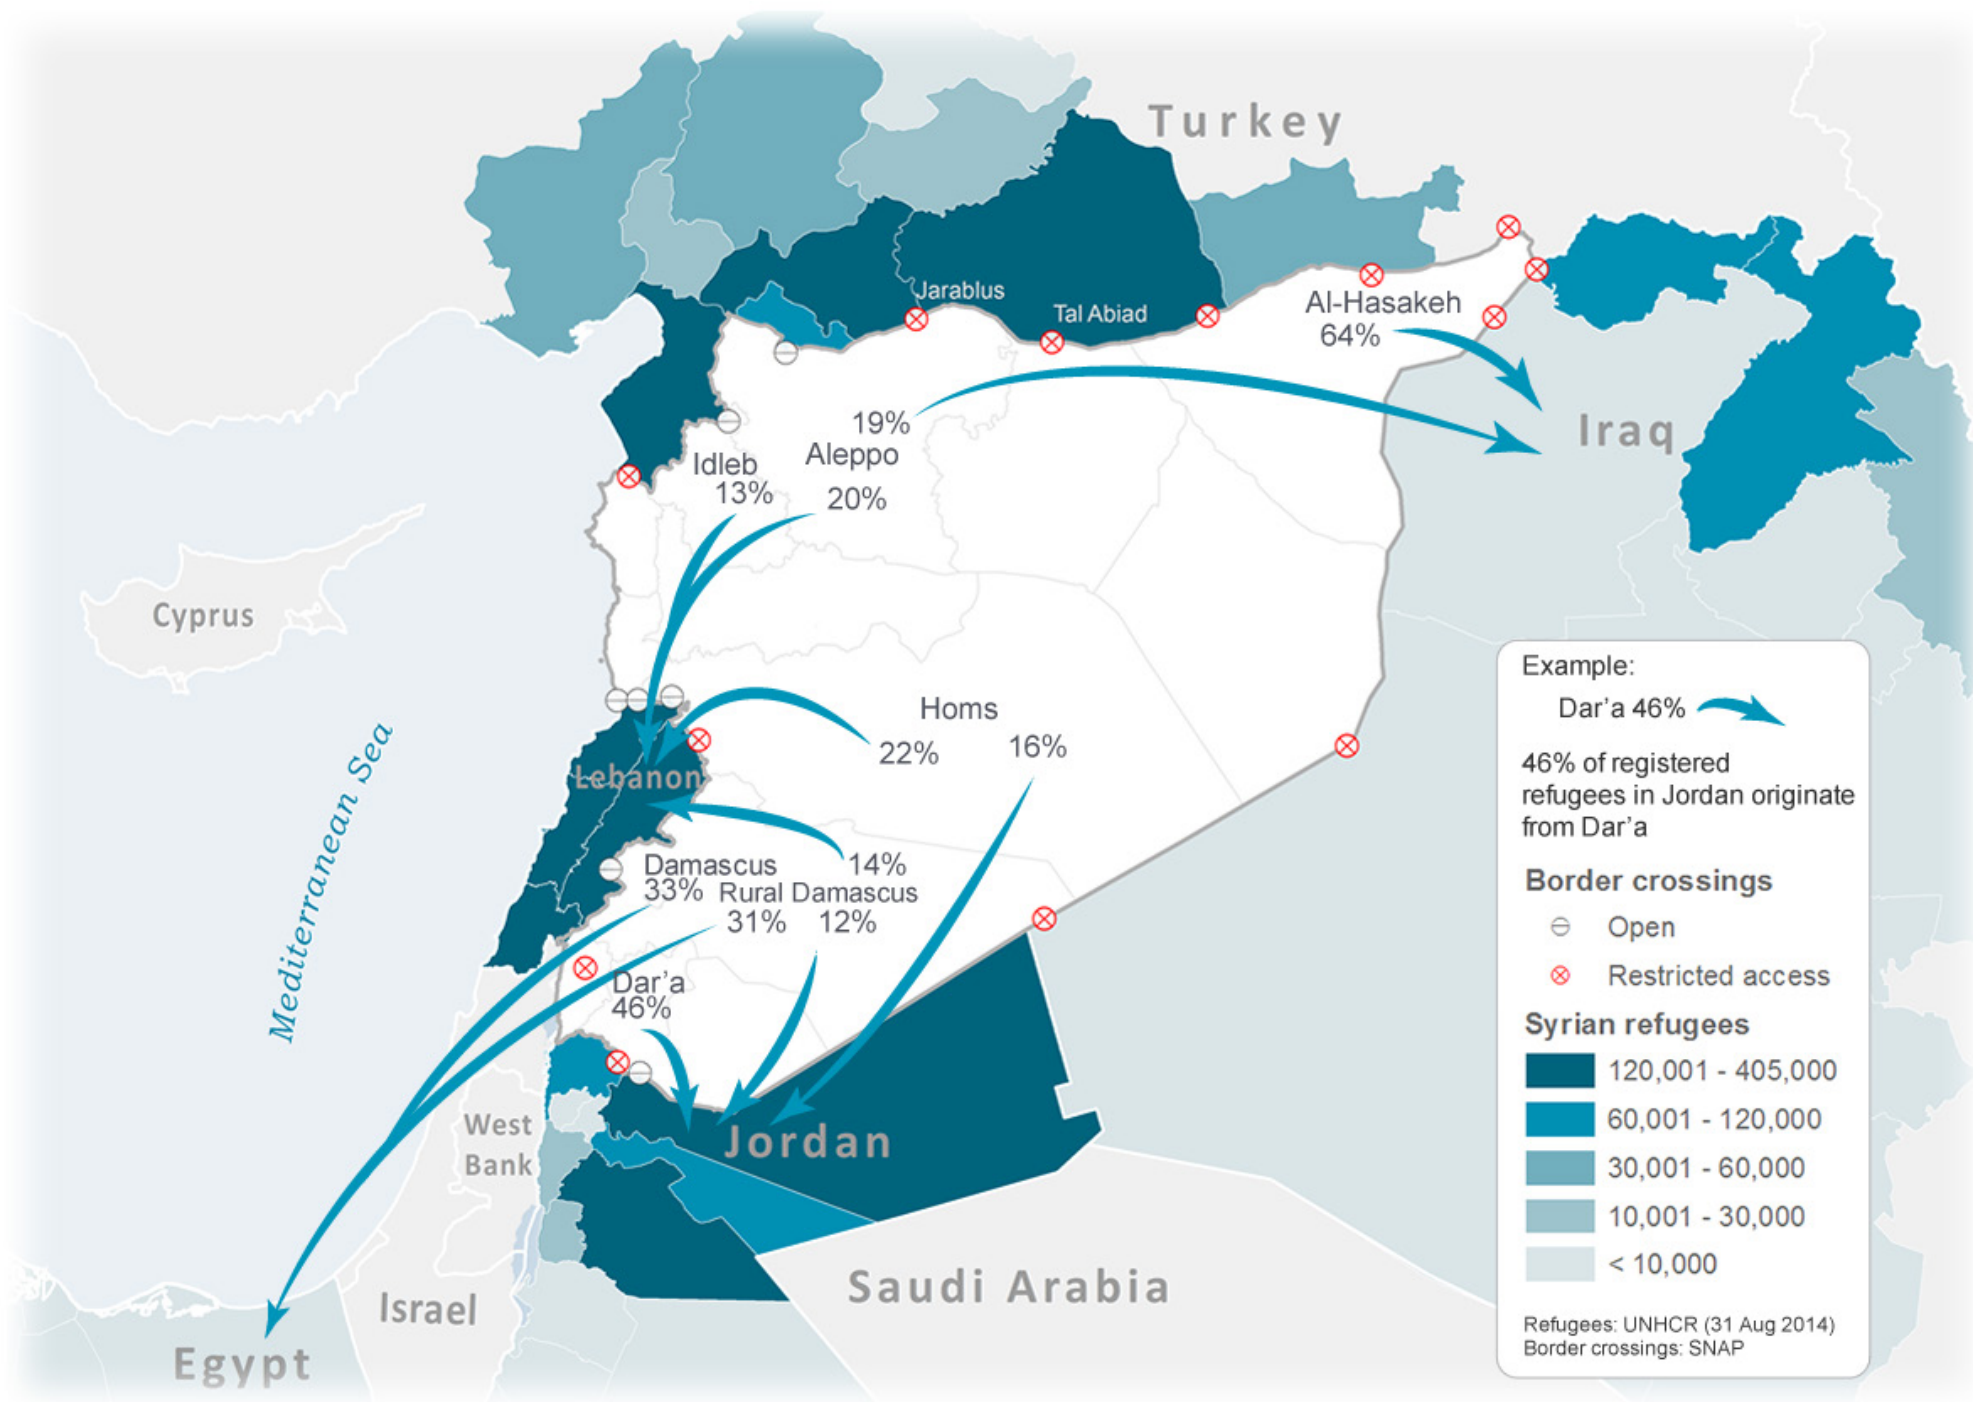 Turkey
Jarablus
Tal Abiad
Al-Hasakeh
64%
Iraq
19%
Aleppo
20%
Idleb
13%
Cyprus
Mediterranean Sea
Homs
22%
16%
Lebanon
14%
Damascus
33%
Rural Damascus
31%
12%
Dar'a
46%
West
Bank
Jordan
Israel
Saudi Arabia
Egypt
Example:
Dar'a 46%
46% of registered
refugees in Jordan originate
from Dar'a
Border crossings
Open
Restricted access
Syrian refugees
120,001 - 405,000
60,001 - 120,000
30,001 - 60,000
10,001 - 30,000
< 10,000
Refugees: UNHCR (31 Aug 2014)
Border crossings: SNAP